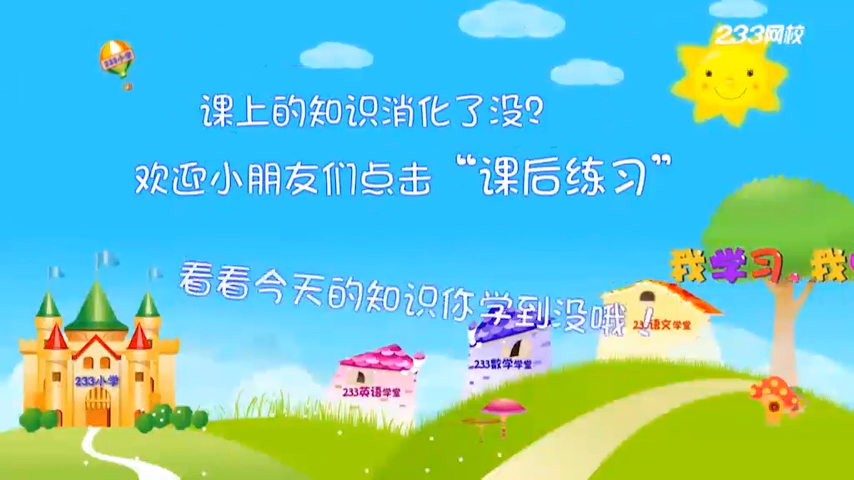 233网校
233小学
课上的知识消化了没?
欢迎小朋友们点击“课后练习”
看看今天的知识你学到没哦!
我学习,我
233语文学堂
233数学学堂
233英语学堂
233小学